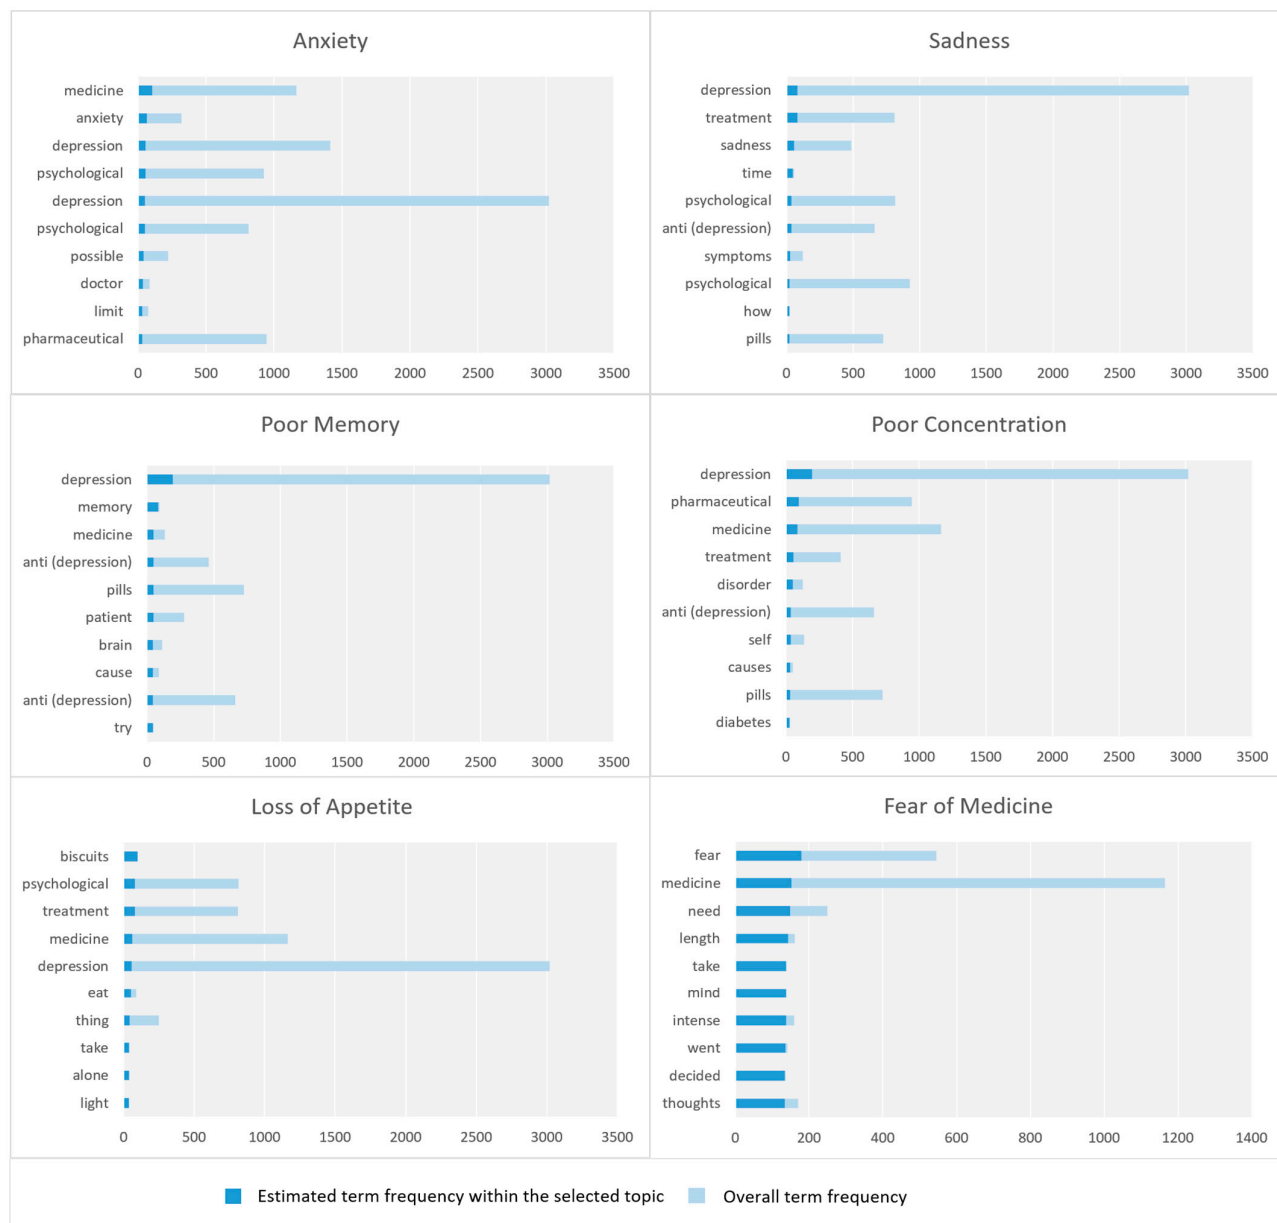 Anxiety
medicine
anxiety
depression
psychological
depression
psychological
possible
doctor
limit
pharmaceutical
0 500 1000 1500 2000 2500 3000 3500
Sadness
depression
treatment
sadness
time
psychological
anti (depression)
symptoms
psychological
how
pills
0 500 1000 1500 2000 2500 3000 3500
Poor Memory
depression
memory
medicine
anti (depression)
pills
patient
brain
cause
anti (depression)
try
0 500 1000 1500 2000 2500 3000 3500
Poor Concentration
depression
pharmaceutical
medicine
treatment
disorder
anti (depression)
self
causes
pills
diabetes
0 500 1000 1500 2000 2500 3000 3500
Loss of Appetite
biscuits
psychological
treatment
medicine
depression
eat
thing
take
alone
light
0 500 1000 1500 2000 2500 3000 3500
Fear of Medicine
fear
medicine
need
length
take
mind
intense
went
decided
thoughts
0 200 400 600 800 1000 1200 1400
Estimated term frequency within the selected topic
Overall term frequency